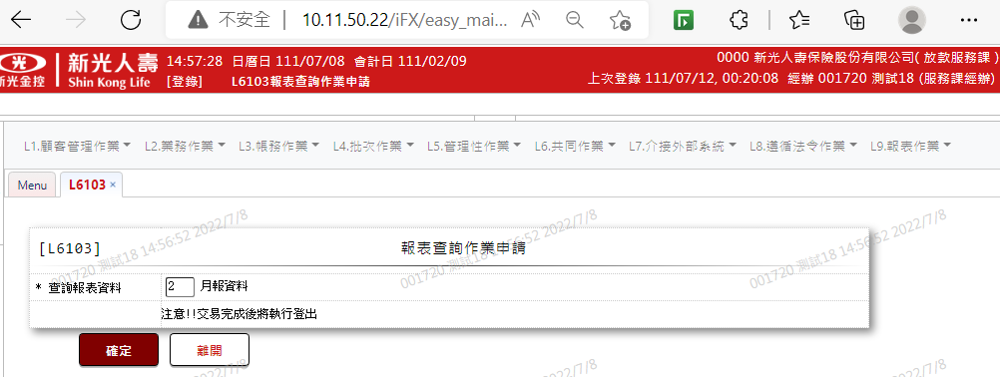 不安全 10.11.50.22/iFX/easy_mai...
新光金控 新光人壽 Shin Kong Life
14:57:28 日曆日 111/07/08 會計日 111/02/09
[登錄] L6103報表查詢作業申請
0000 新光人壽保險股份有限公司( 放款服務課 )
上次登錄 111/07/12, 00:20:08 經辦 001720 測試18 (服務課經辦)
L1.顧客管理作業 L2.業務作業 L3.帳務作業 L4.批次作業 L5.管理性作業 L6.共同作業 L7.介接外部系統 L8.遵循法令作業 L9.報表作業
Menu L6103 ×
[L6103] 報表查詢作業申請
* 查詢報表資料 2 月報資料
注意!!交易完成後將執行登出
確定 離開
001720 測試18 14:56:52 2022/7/8
001720 測試18 14:56:52 2022/7/8
001720 測試18 14:56:52 2022/7/8